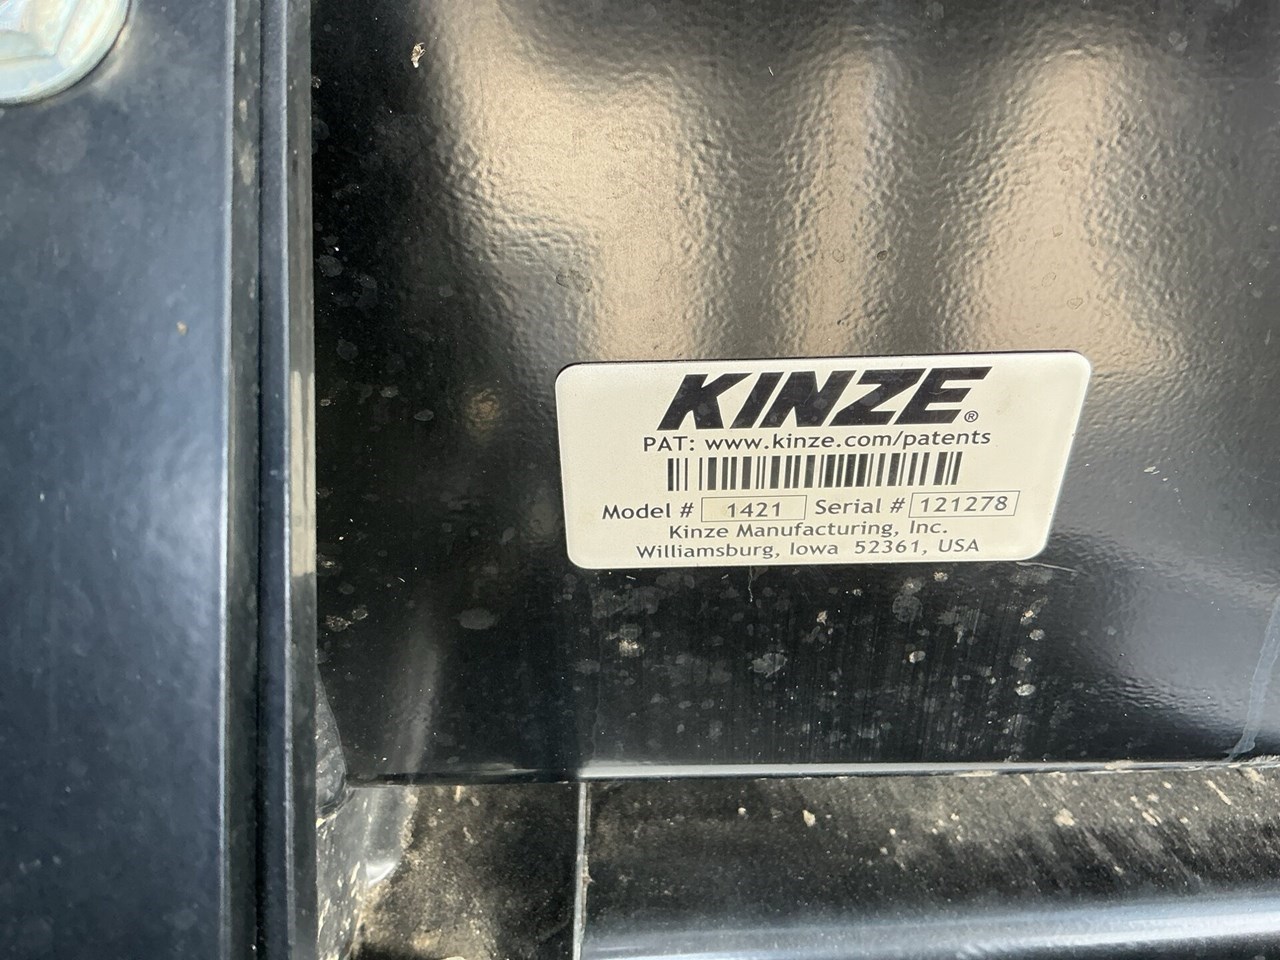 KINZE®
PAT: www.kinze.com/patents
Model # 1421 Serial # 121278
Kinze Manufacturing, Inc.
Williamsburg, Iowa 52361, USA